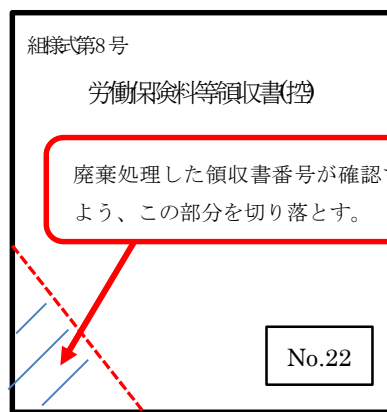 組様式第8号
労働保険料等領収書(控)
廃棄処理した領収書番号が確認
よう、この部分を切り落とす。
No.22